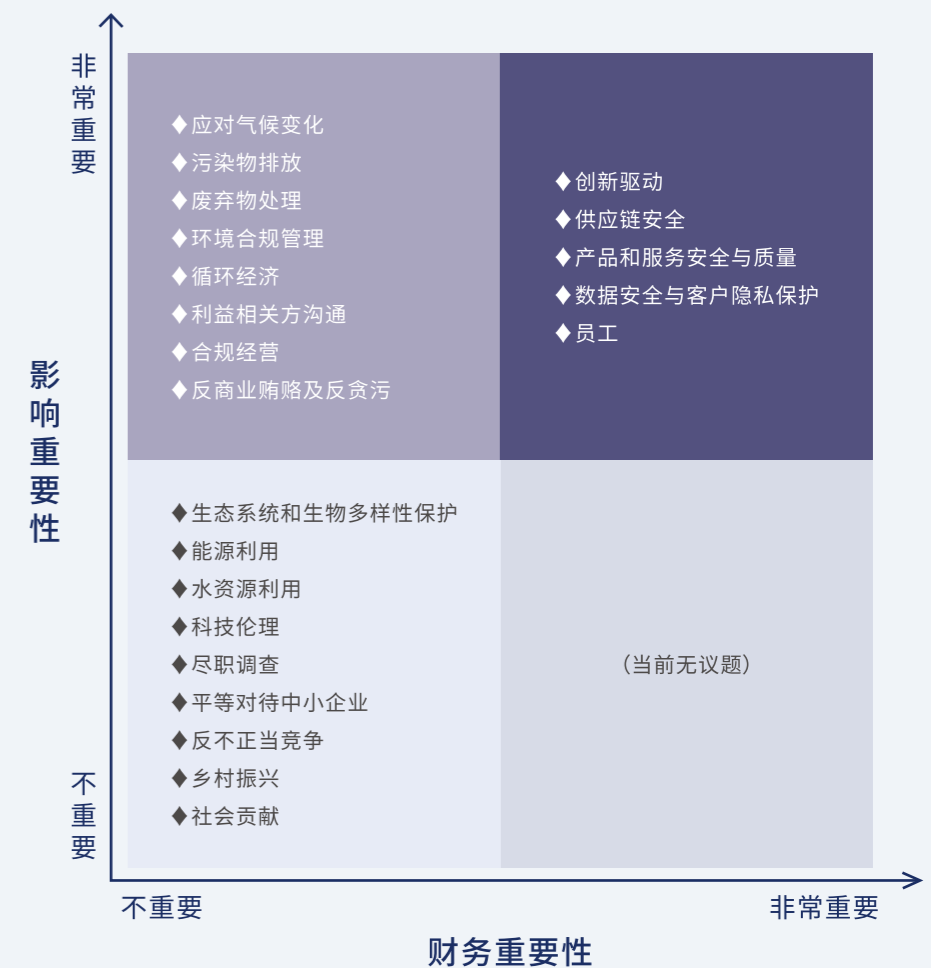 非常重要
影响重要性
不重要
◆应对气候变化
◆污染物排放
◆废弃物处理
◆环境合规管理
◆循环经济
◆利益相关方沟通
◆合规经营
◆反商业贿赂及反贪污
◆创新驱动
◆供应链安全
◆产品和服务安全与质量
◆数据安全与客户隐私保护
◆员工
◆生态系统和生物多样性保护
◆能源利用
◆水资源利用
◆科技伦理
◆尽职调查
◆平等对待中小企业
◆反不正当竞争
◆乡村振兴
◆社会贡献
（当前无议题）
不重要
非常重要
财务重要性